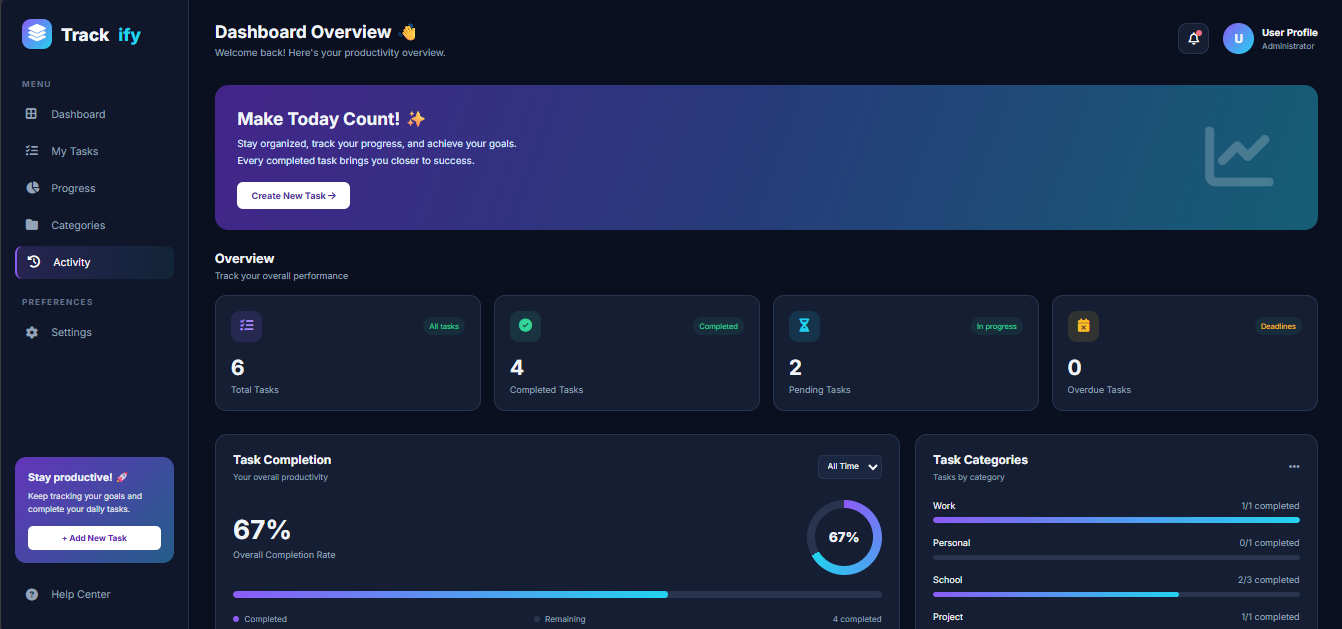 Track ify
MENU
Dashboard
My Tasks
Progress
Categories
Activity
PREFERENCES
Settings
Stay productive! 🚀
Keep tracking your goals and
complete your daily tasks.
+ Add New Task
Help Center
Dashboard Overview 👋
Welcome back! Here's your productivity overview.
U
User Profile
Administrator
Make Today Count! ✨
Stay organized, track your progress, and achieve your goals.
Every completed task brings you closer to success.
Create New Task →
Overview
Track your overall performance
All tasks
6
Total Tasks
Completed
4
Completed Tasks
In progress
2
Pending Tasks
Deadlines
0
Overdue Tasks
Task Completion
Your overall productivity
All Time
67%
Overall Completion Rate
67%
Completed
Remaining
4 completed
Task Categories
Tasks by category
Work 1/1 completed
Personal 0/1 completed
School 2/3 completed
Project 1/1 completed